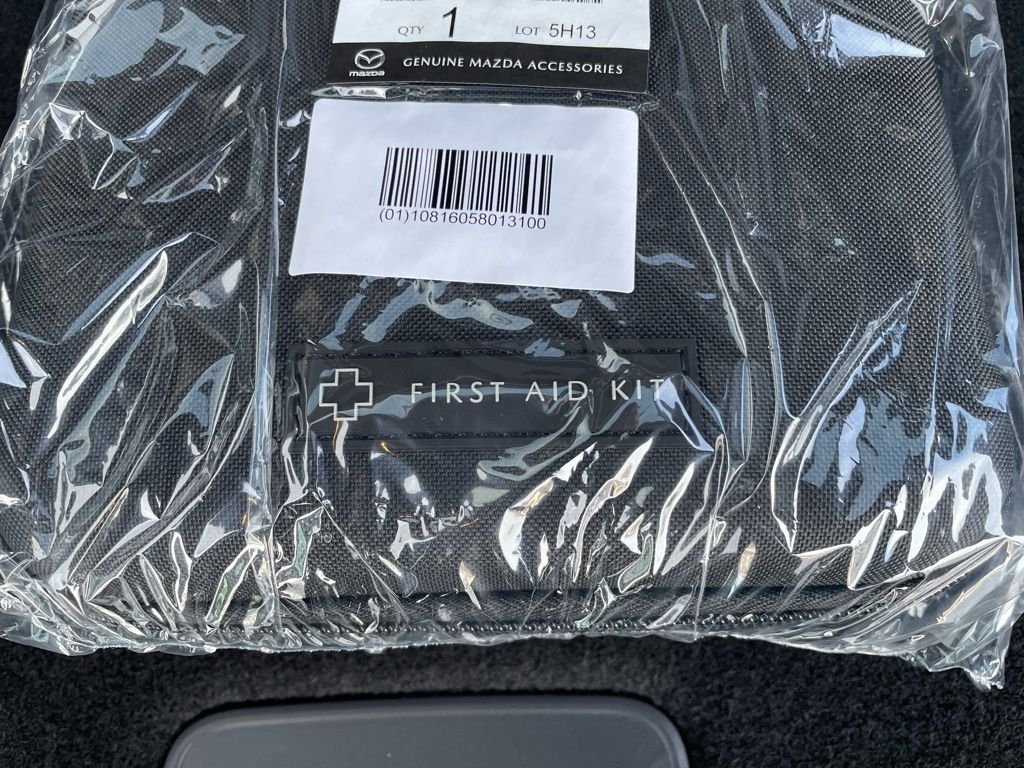 QTY 1 LOT 5H13
mazda GENUINE MAZDA ACCESSORIES
(01)10816058013100
FIRST AID KIT